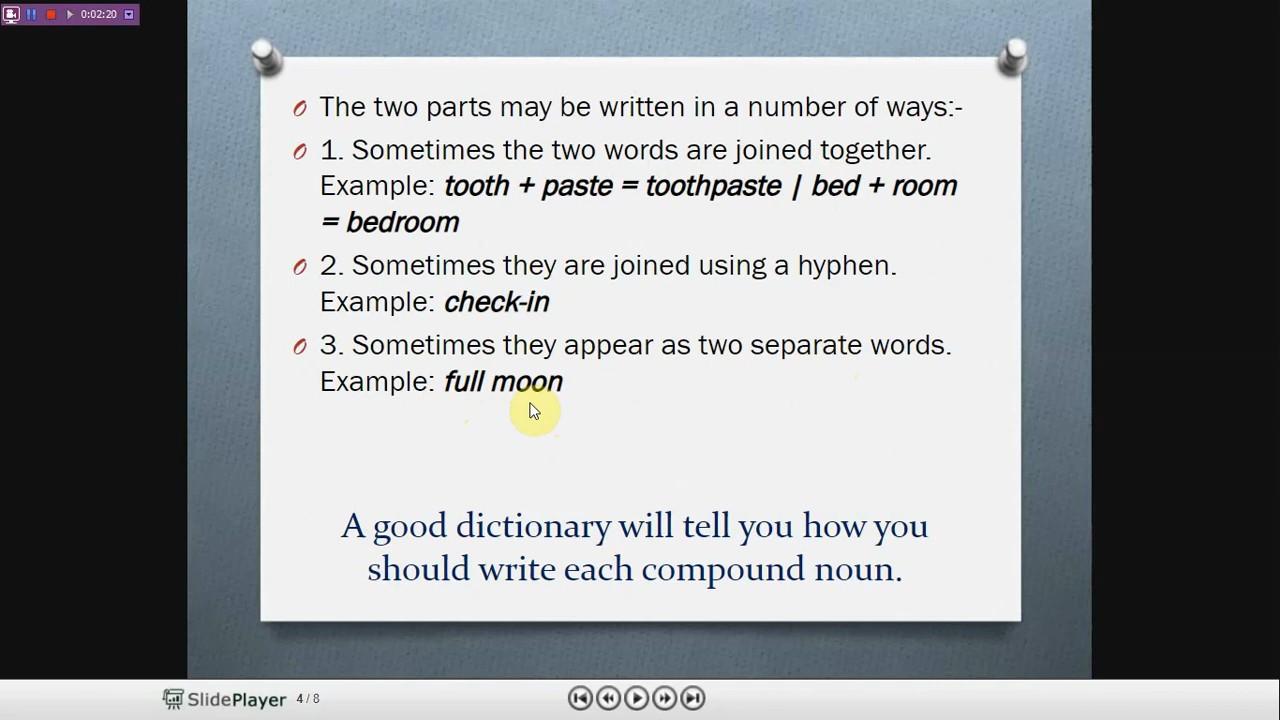 0:02:20
The two parts may be written in a number of ways:-
1. Sometimes the two words are joined together.
Example: tooth + paste = toothpaste | bed + room
= bedroom
2. Sometimes they are joined using a hyphen.
Example: check-in
3. Sometimes they appear as two separate words.
Example: full moon
A good dictionary will tell you how you
should write each compound noun.
SlidePlayer 4 / 8